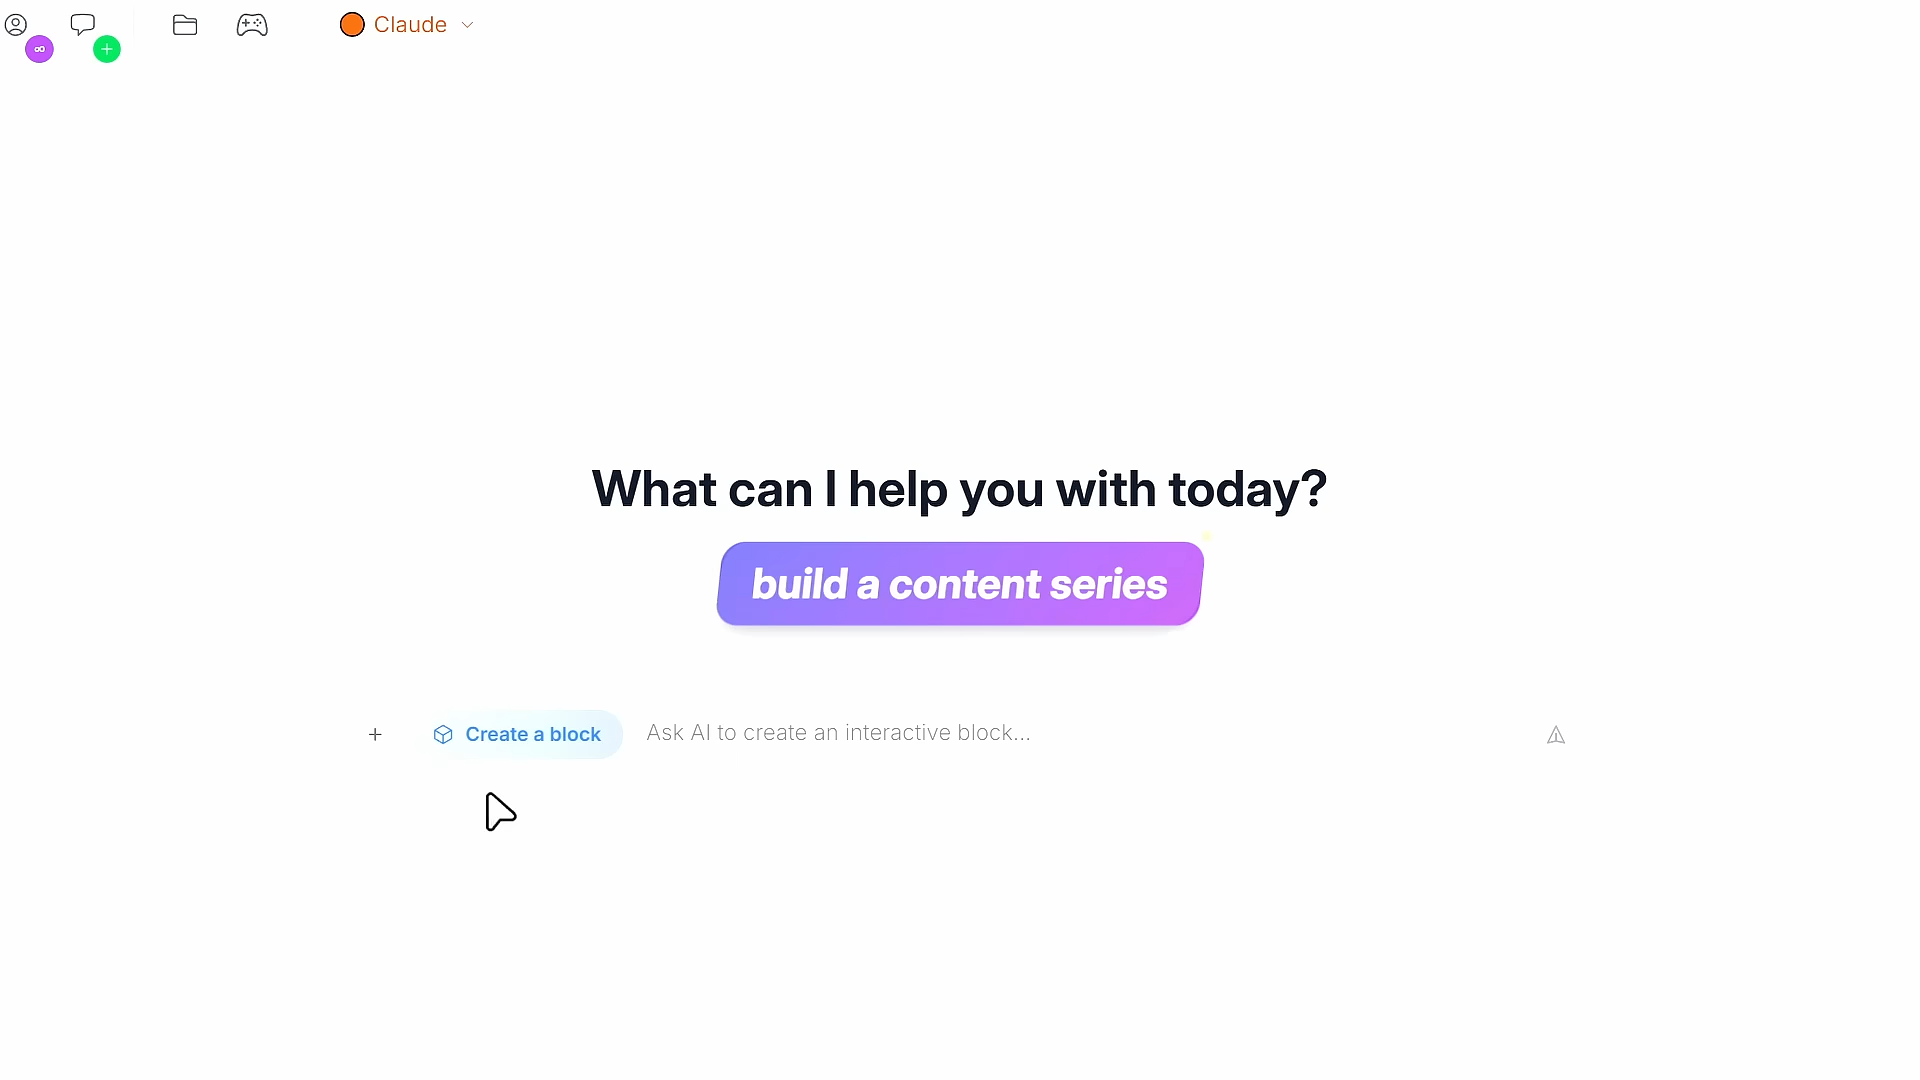 Claude
What can I help you with today?
build a content series
Create a block
Ask AI to create an interactive block...